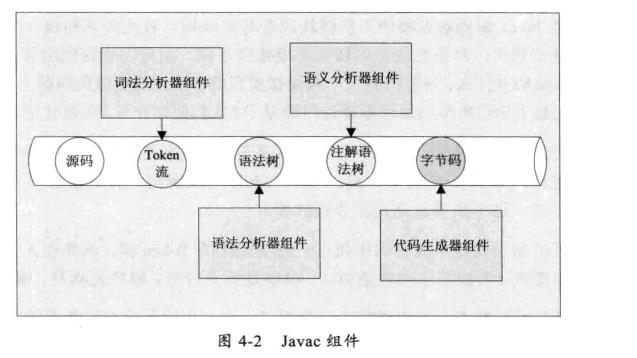 词法分析器组件
语义分析器组件
源码
Token
流
语法树
注解语
法树
字节码
语法分析器组件
代码生成器组件
图 4-2 Javac 组件